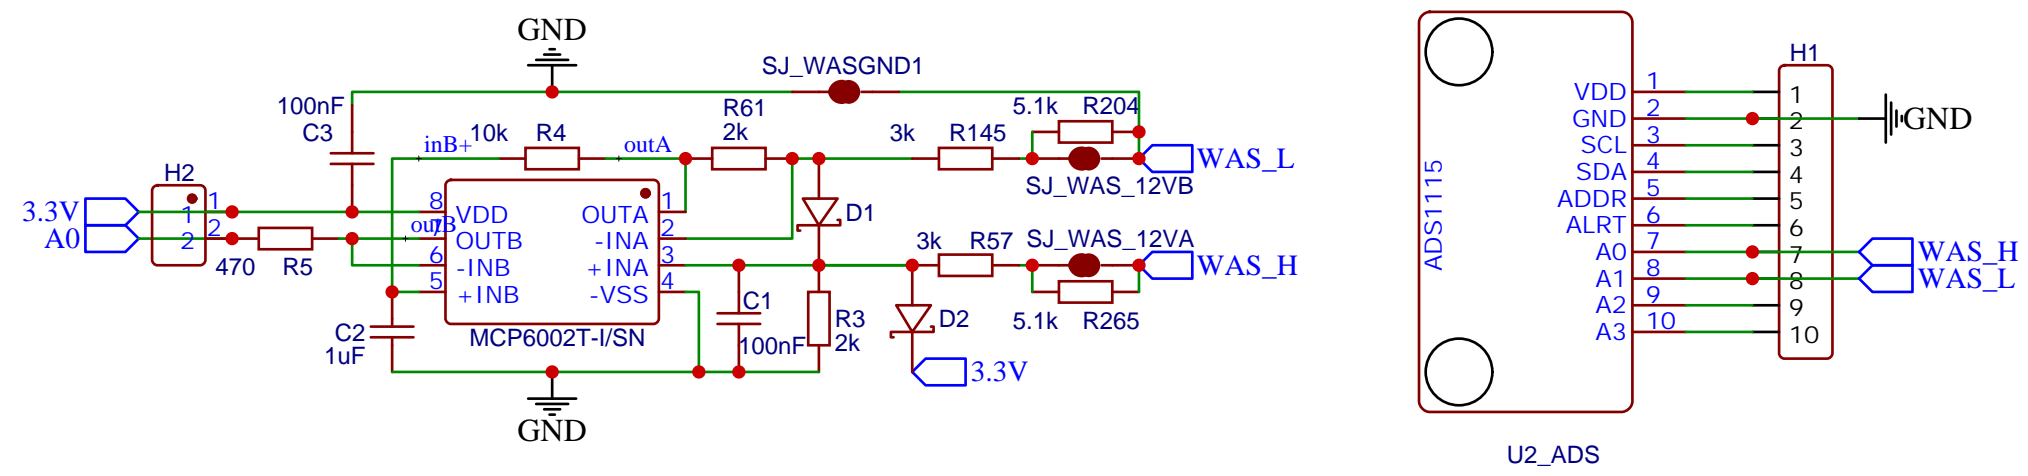 GND
SJ_WASGND1
100nF
C3
inB+
10k
R4
outA
R61
2k
3k
R145
5.1k
R204
WAS_L
SJ_WAS_12VB
H2
3.3V
A0
1
2
1
2
470
R5
outB
8
7
6
5
VDD
OUTB
-INB
+INB
OUTA
-INA
+INA
-VSS
1
2
3
4
MCP6002T-I/SN
C2
1uF
D1
3k
R57
SJ_WAS_12VA
WAS_H
5.1k
R265
C1
100nF
R3
2k
D2
3.3V
GND
ADS1115
VDD
GND
SCL
SDA
ADDR
ALRT
A0
A1
A2
A3
1
2
3
4
5
6
7
8
9
10
H1
1
2
3
4
5
6
7
8
9
10
GND
WAS_H
WAS_L
U2_ADS